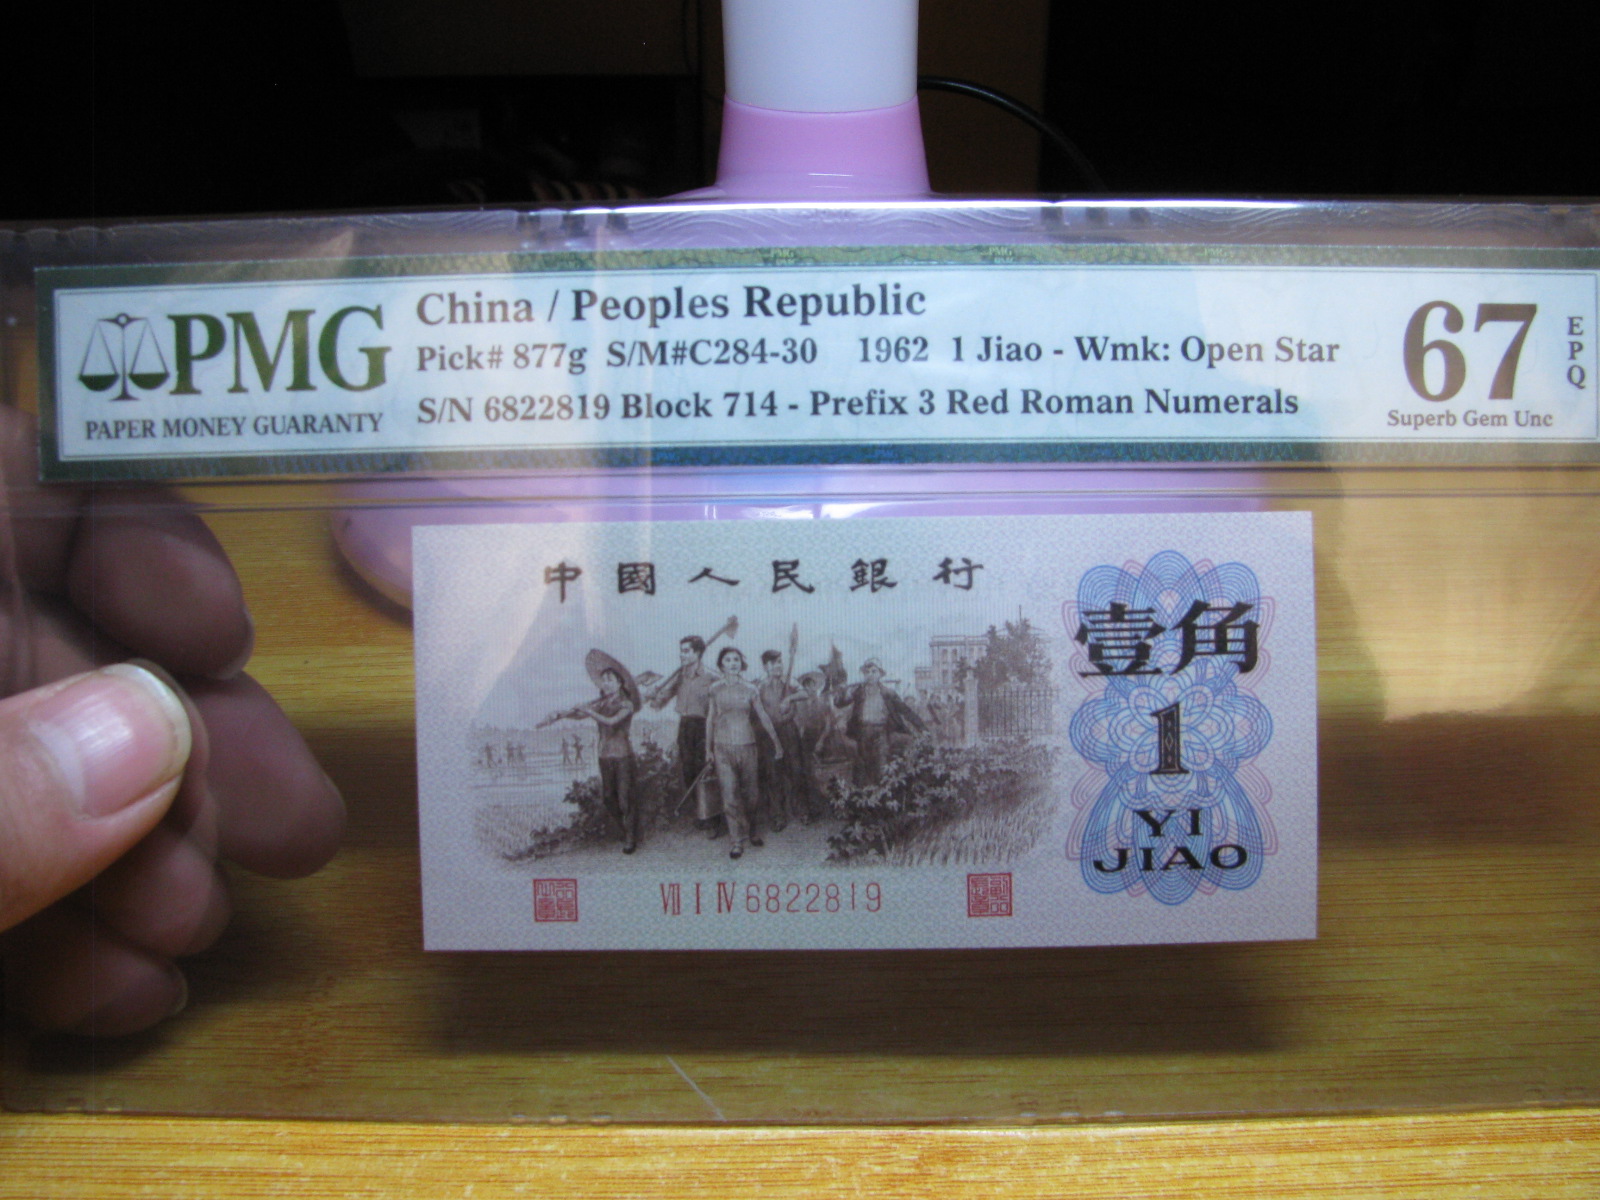 PMG
PAPER MONEY GUARANTY
China / Peoples Republic
Pick# 877g S/M#C284-30 1962 1 Jiao - Wmk: Open Star
S/N 6822819 Block 714 - Prefix 3 Red Roman Numerals
67
EPQ
Superb Gem Unc
中國人民銀行
壹角
1
YI
JIAO
VII I IV 6822819